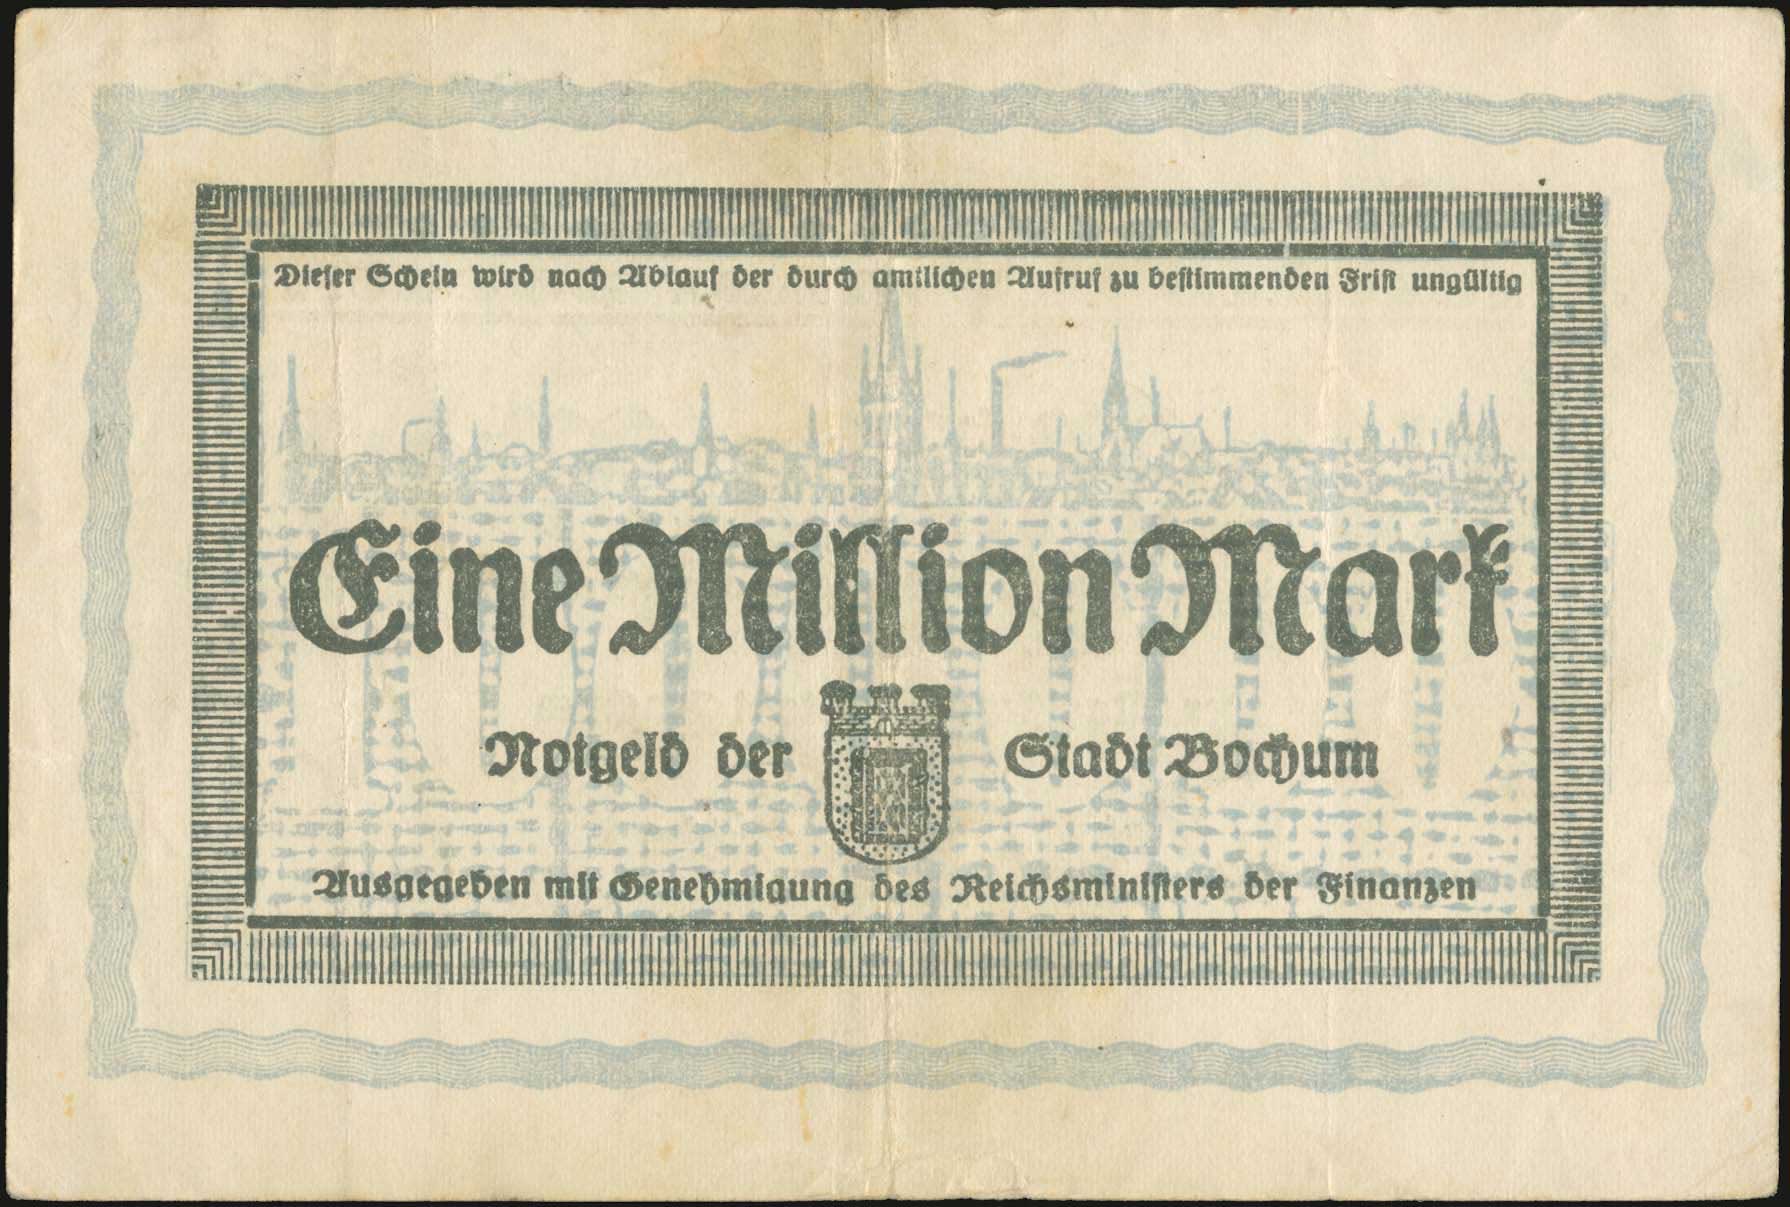 Dieser Schein wird nach Ablauf der durch amtlichen Aufruf zu bestimmenden Frist ungültig
Eine Million Mark
Notgeld der Stadt Bochum
Ausgegeben mit Genehmigung des Reichsministers der Finanzen